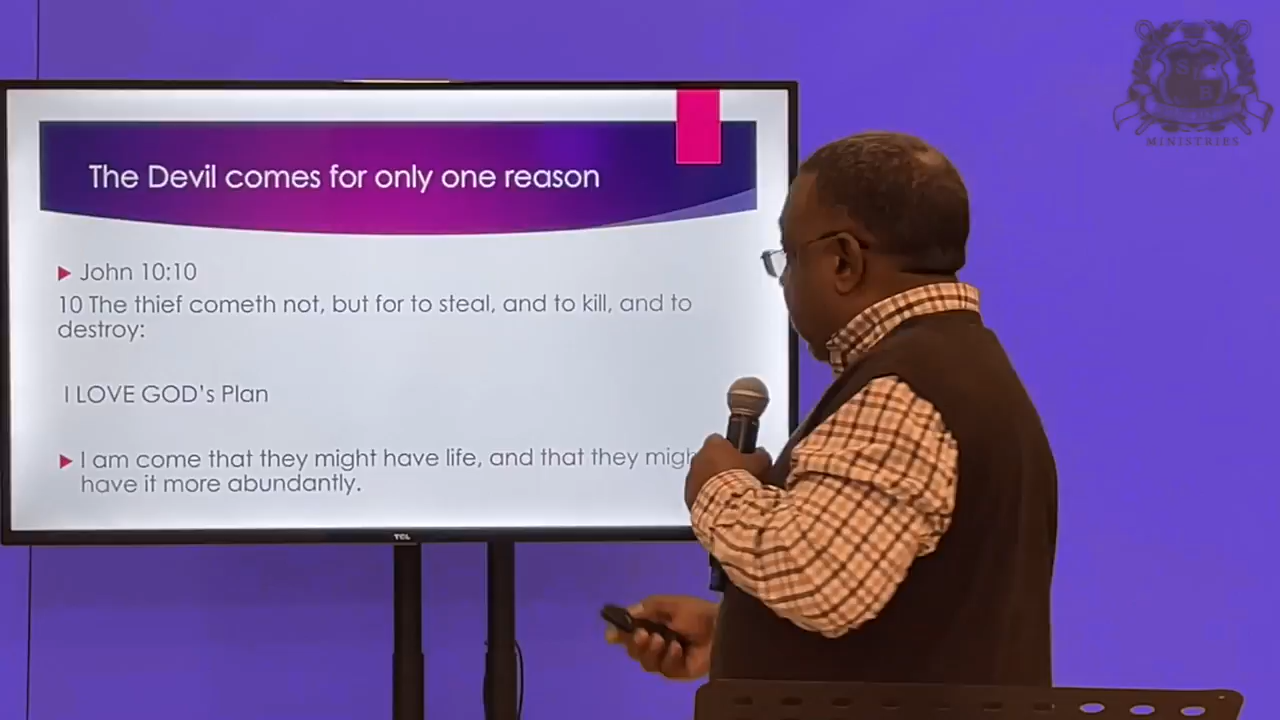 MINISTRIES
The Devil comes for only one reason
John 10:10
10 The thief cometh not, but for to steal, and to kill, and to
destroy:
I LOVE GOD's Plan
I am come that they might have life, and that they migh
have it more abundantly.
TCL